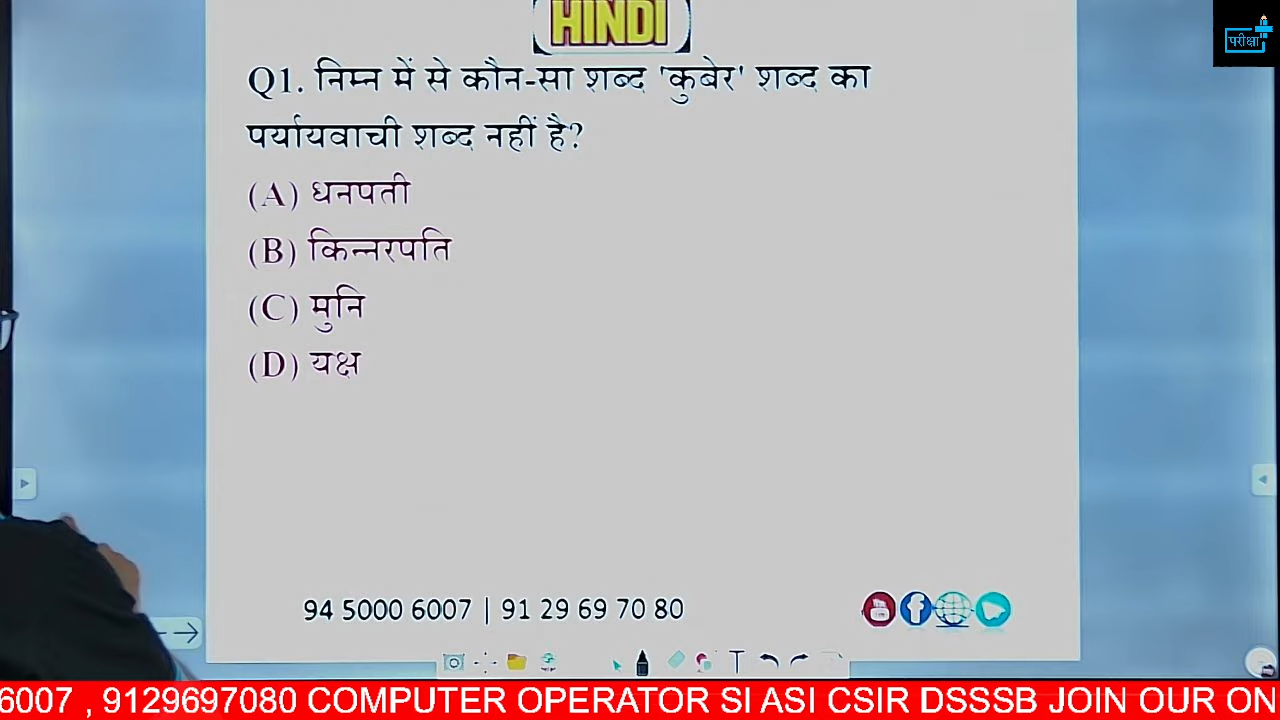 HINDI
परीक्षा
Q1. निम्न में से कौन-सा शब्द 'कुबेर' शब्द का
पर्यायवाची शब्द नहीं है?
(A) धनपती
(B) किन्नरपति
(C) मुनि
(D) यक्ष
94 5000 6007 | 91 29 69 70 80
6007 , 9129697080 COMPUTER OPERATOR SI ASI CSIR DSSSB JOIN OUR ON